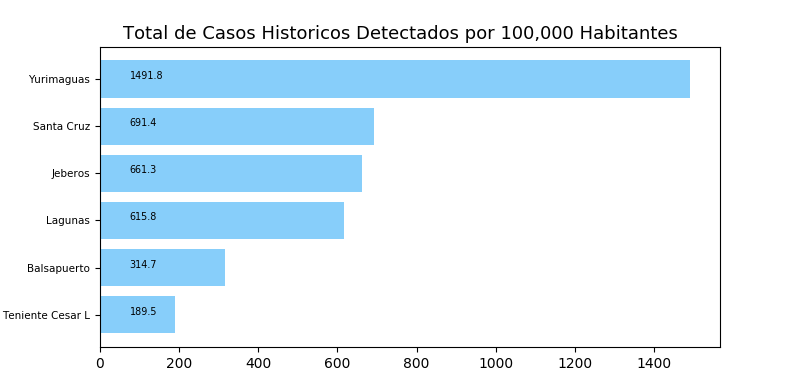 Total de Casos Historicos Detectados por 100,000 Habitantes
Yurimaguas 1491.8
Santa Cruz 691.4
Jeberos 661.3
Lagunas 615.8
Balsapuerto 314.7
Teniente Cesar L 189.5
0 200 400 600 800 1000 1200 1400